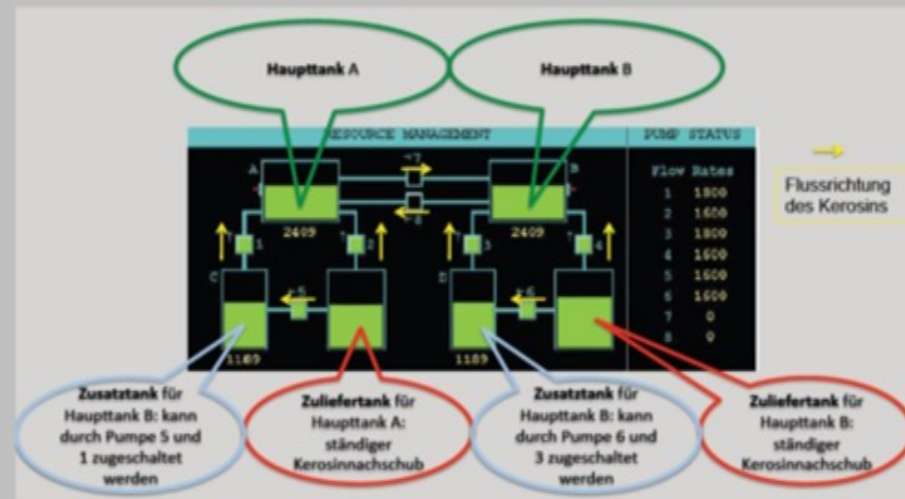 Haupttank A
Haupttank B
RESOURCE MANAGEMENT
PUMP STATUS
A
B
7
8
Flow Rates
1 1800
2 1600
3 1800
4 1600
5 1600
6 1600
7 0
8 0
Flussrichtung
des Kerosins
2409
2409
1
2
3
4
C
D
5
6
1189
1189
Zusatztank für
Haupttank B: kann
durch Pumpe 5 und
1 zugeschaltet
werden
Zuliefertank für
Haupttank A:
ständiger
Kerosinnachschub
Zusatztank für
Haupttank B: kann
durch Pumpe 6 und
3 zugeschaltet
werden
Zuliefertank für
Haupttank B:
ständiger
Kerosinnachschub